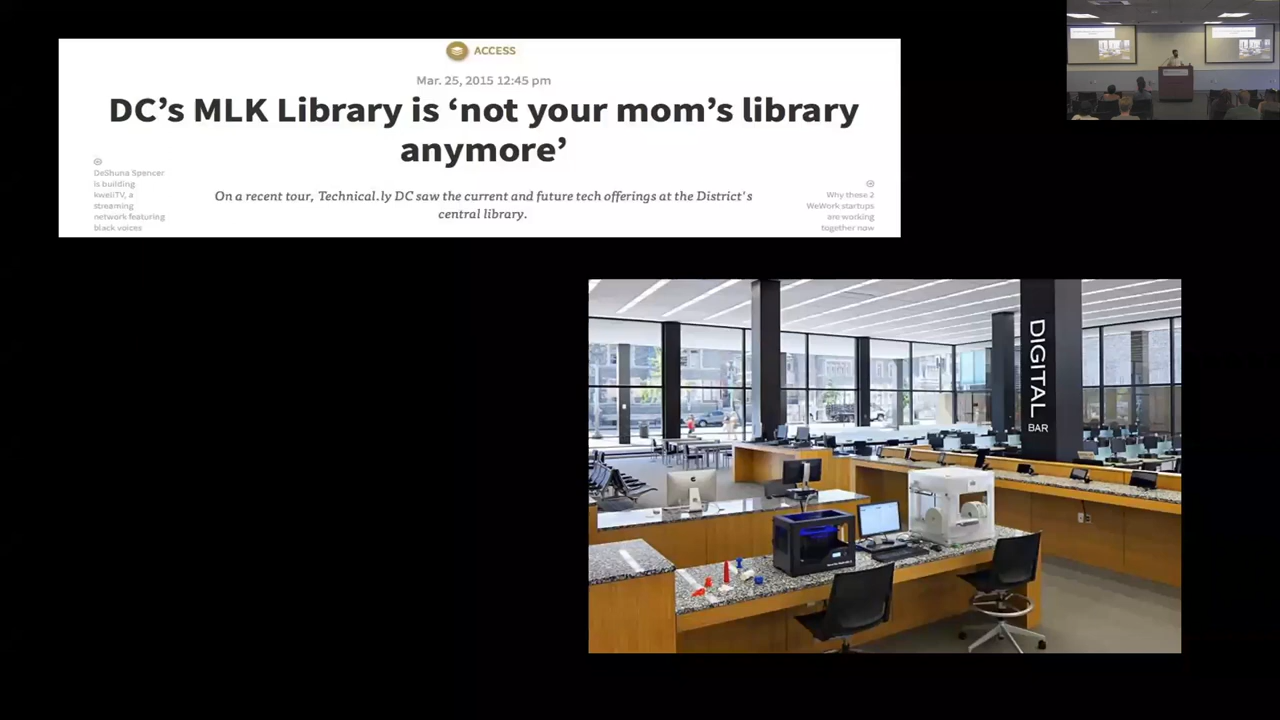 ACCESS
Mar. 25, 2015 12:45 pm
DC's MLK Library is 'not your mom's library
anymore'
On a recent tour, Technical.ly DC saw the current and future tech offerings at the District's
central library.
DeShuna Spencer
is building
kweliTV, a
streaming
network featuring
black voices
Why these 2
WeWork startups
are working
together now
DIGITAL
BAR